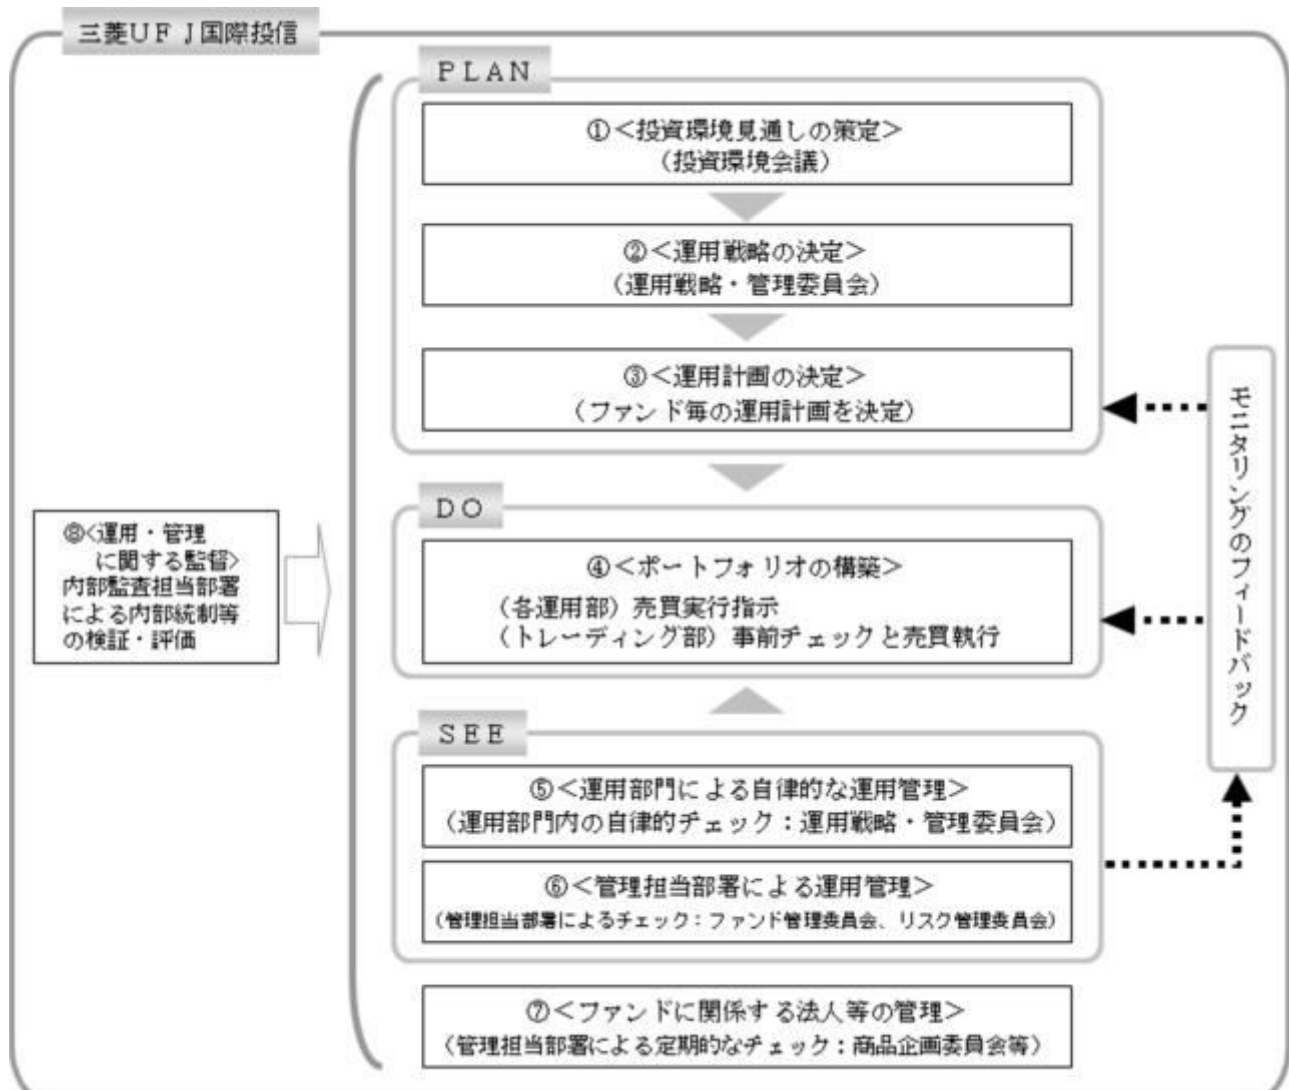 三菱UFJ国際投信
PLAN
①＜投資環境見通しの策定＞
（投資環境会議）
②＜運用戦略の決定＞
（運用戦略・管理委員会）
③＜運用計画の決定＞
（ファンド毎の運用計画を決定）
DO
④＜ポートフォリオの構築＞
（各運用部）売買実行指示
（トレーディング部）事前チェックと売買執行
SEE
⑤＜運用部門による自律的な運用管理＞
（運用部門内の自律的チェック：運用戦略・管理委員会）
⑥＜管理担当部署による運用管理＞
（管理担当部署によるチェック：ファンド管理委員会、リスク管理委員会）
⑦＜ファンドに関係する法人等の管理＞
（管理担当部署による定期的なチェック：商品企画委員会等）
⑧＜運用・管理
に関する監督＞
内部監査担当部署
による内部統制等
の検証・評価
モニタリングのフィードバック